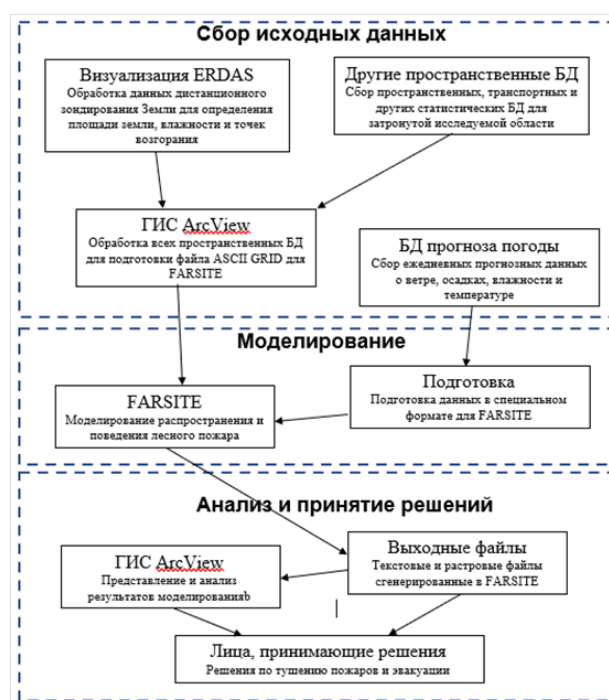 Сбор исходных данных
Визуализация ERDAS
Обработка данных дистанционного
зондирования Земли для определения
площади земли, влажности и точек
возгорания
Другие пространственные БД
Сбор пространственных, транспортных и
других статистических БД для
затронутой исследуемой области
ГИС ArcView
Обработка всех пространственных БД
для подготовки файла ASCII GRID для
FARSITE
БД прогноза погоды
Сбор ежедневных прогнозных данных
о ветре, осадках, влажности и
температуре
Моделирование
FARSITE
Моделирование распространения и
поведения лесного пожара
Подготовка
Подготовка данных в специальном
формате для FARSITE
Анализ и принятие решений
ГИС ArcView
Представление и анализ
результатов моделированияb
Выходные файлы
Текстовые и растровые файлы
сгенерированные в FARSITE
Лица, принимающие решения
Решения по тушению пожаров и эвакуации